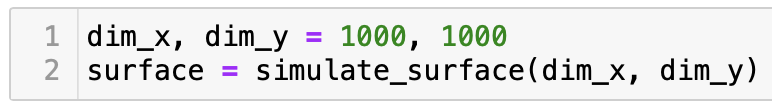 1 dim_x, dim_y = 1000, 1000
2 surface = simulate_surface(dim_x, dim_y)